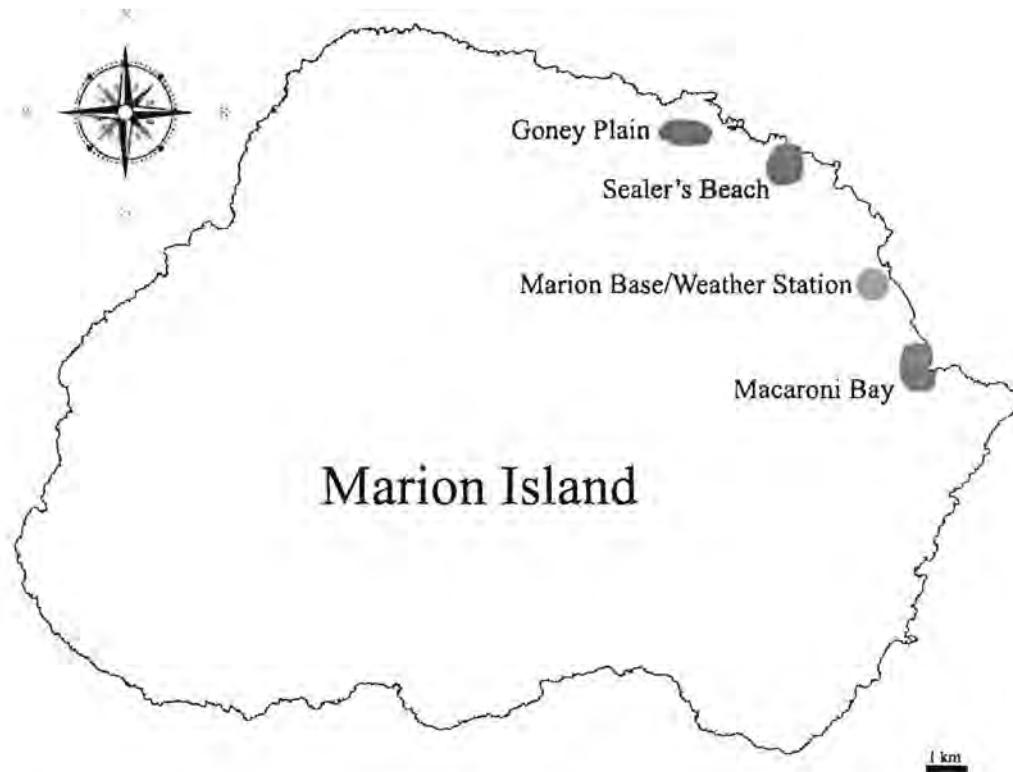 Goney Plain
Sealer's Beach
Marion Base/Weather Station
Macaroni Bay
Marion Island
1 km